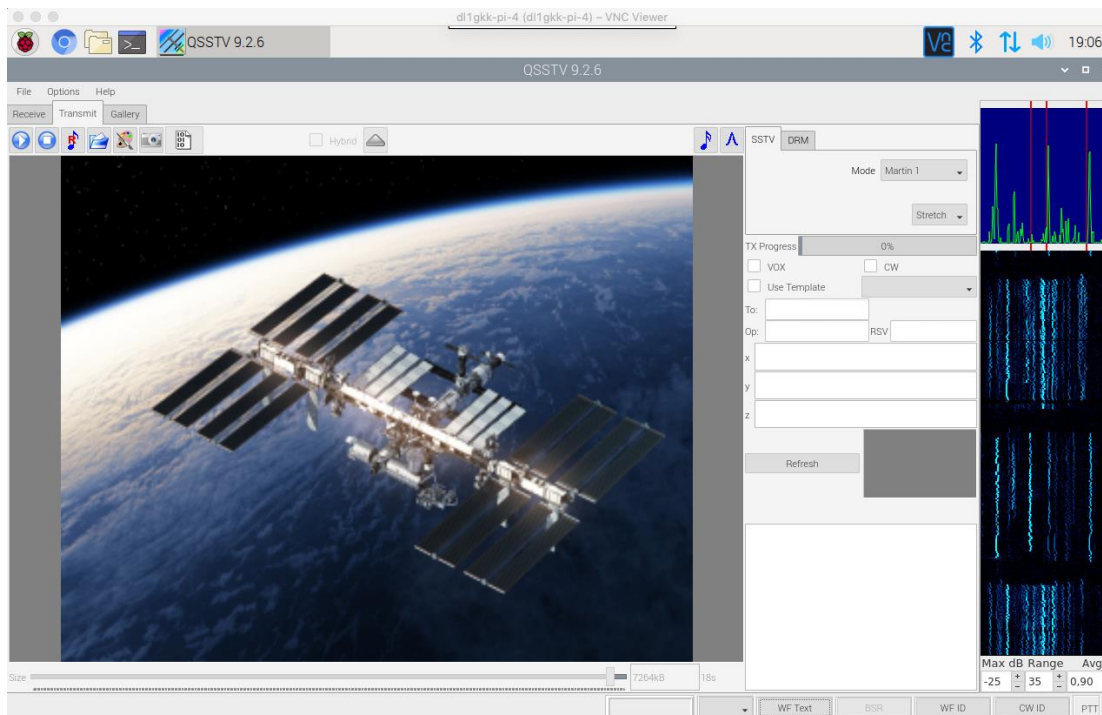 dl1gkk-pi-4 (dl1gkk-pi-4) – VNC Viewer
QSSTV 9.2.6
19:06
QSSTV 9.2.6
File Options Help
Receive Transmit Gallery
Hybrid
SSTV DRM
Mode Martin 1
Stretch
TX Progress 0%
VOX CW
Use Template
To:
Op: RSV
x
y
z
Refresh
Max dB Range Avg
-25 35 0,90
Size 7264kB 18s
WF Text BSR WF ID CW ID PTT